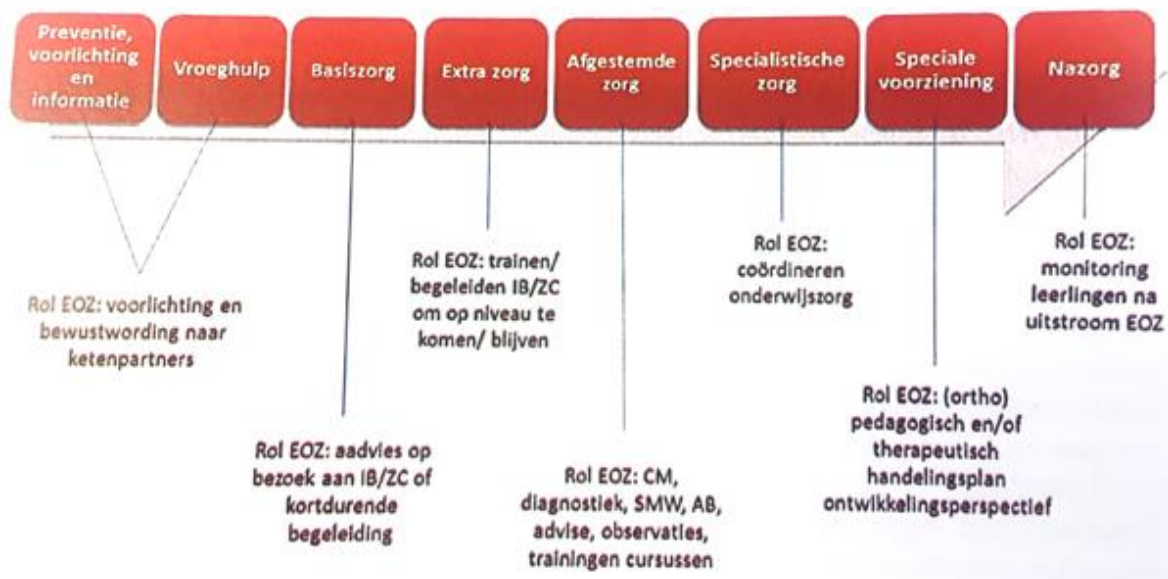 Preventie,
voorlichting
en
informatie
Vroeghulp
Basiszorg
Extra zorg
Afgestemde
zorg
Specialistische
zorg
Speciale
voorziening
Nazorg
Rol EOZ: voorlichting en
bewustwording naar
ketenpartners
Rol EOZ: aadvies op
bezoek aan IB/ZC of
kortdurende
begeleiding
Rol EOZ: trainen/
begeleiden IB/ZC
om op niveau te
komen/ blijven
Rol EOZ: CM,
diagnostiek, SMW, AB,
advise, observaties,
trainingen cursussen
Rol EOZ:
coördineren
onderwijszorg
Rol EOZ: (ortho)
pedagogisch en/of
therapeutisch
handelingsplan
ontwikkelingsperspectief
Rol EOZ:
monitoring
leerlingen na
uitstroom EOZ